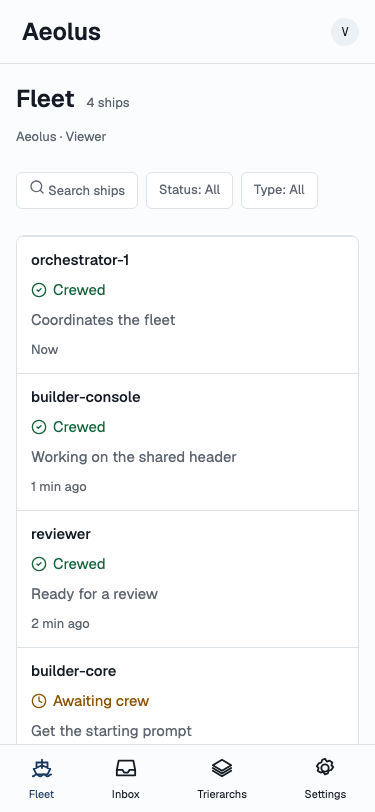 Aeolus
V
Fleet 4 ships
Aeolus · Viewer
Search ships
Status: All
Type: All
orchestrator-1
Crewed
Coordinates the fleet
Now
builder-console
Crewed
Working on the shared header
1 min ago
reviewer
Crewed
Ready for a review
2 min ago
builder-core
Awaiting crew
Get the starting prompt
Fleet
Inbox
Trierarchs
Settings